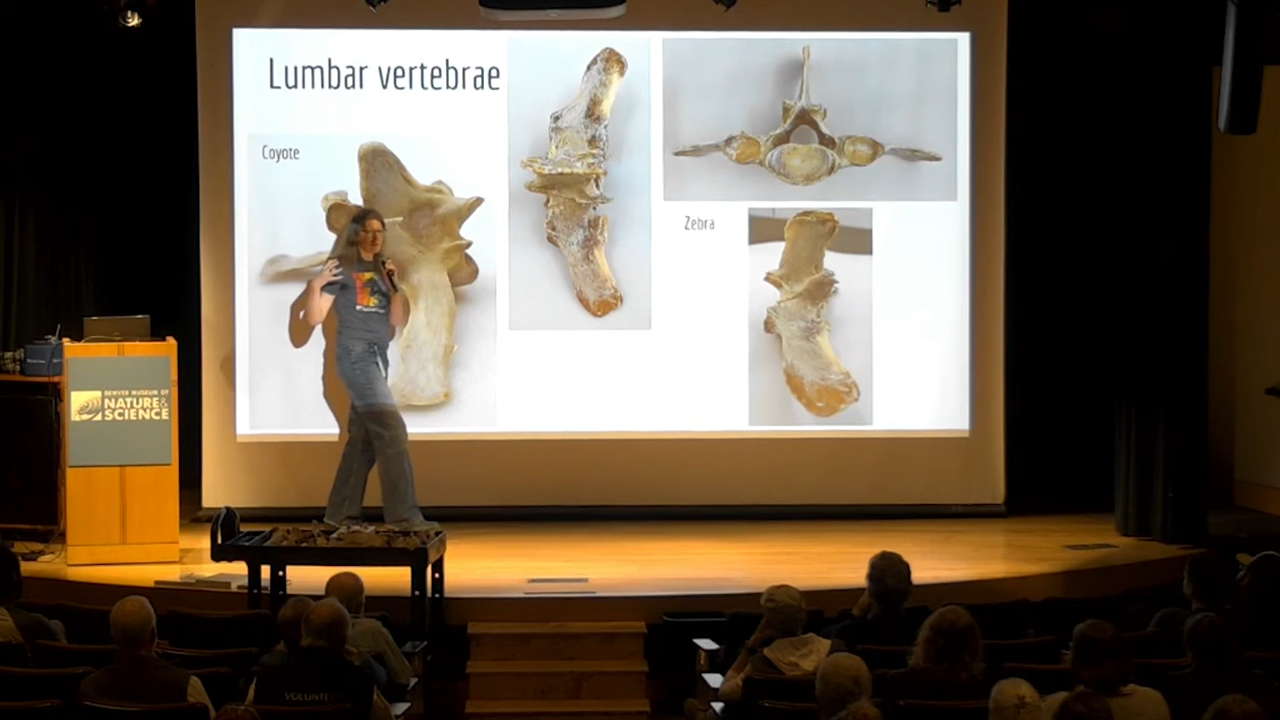 Lumbar vertebrae
Coyote
Zebra
DENVER MUSEUM OF
NATURE &
SCIENCE